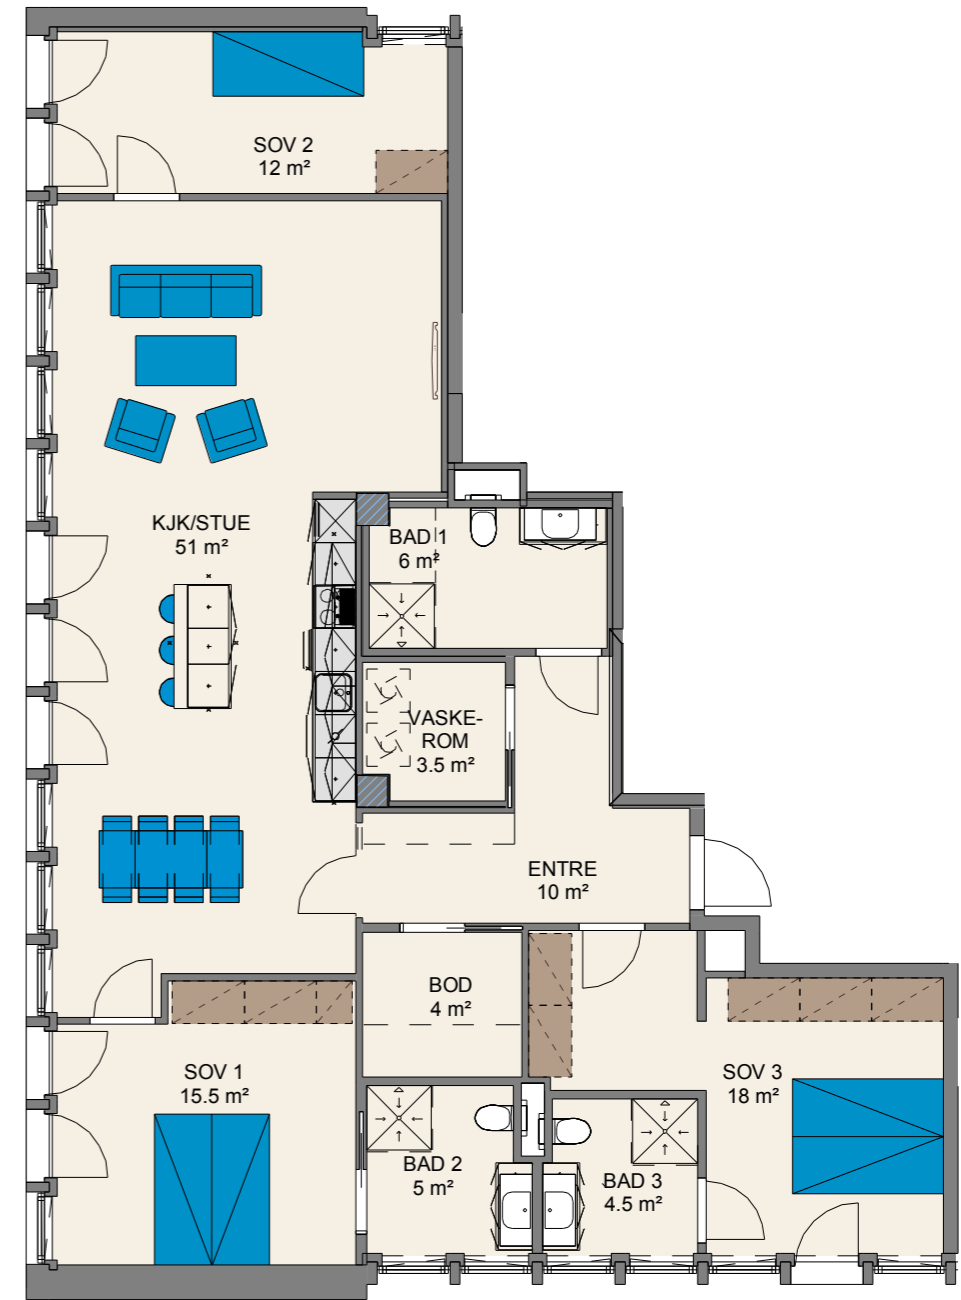 SOV 2
12 m²
KJK/STUE
51 m²
BAD 1
6 m²
VASKE-
ROM
3.5 m²
ENTRE
10 m²
BOD
4 m²
SOV 1
15.5 m²
SOV 3
18 m²
BAD 2
5 m²
BAD 3
4.5 m²